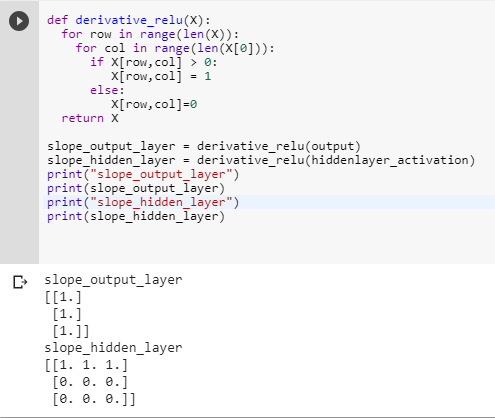 def derivative_relu(X):
  for row in range(len(X)):
    for col in range(len(X[0])):
      if X[row,col] > 0:
        X[row,col] = 1
      else:
        X[row,col]=0
  return X

slope_output_layer = derivative_relu(output)
slope_hidden_layer = derivative_relu(hiddenlayer_activation)
print("slope_output_layer")
print(slope_output_layer)
print("slope_hidden_layer")
print(slope_hidden_layer)

slope_output_layer
[[1.]
 [1.]
 [1.]]
slope_hidden_layer
[[1. 1. 1.]
 [0. 0. 0.]
 [0. 0. 0.]]